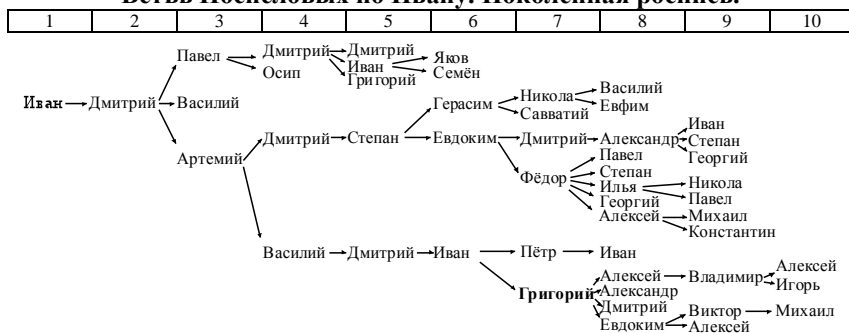 Ветвь Поспеловых по Ивану. Поколенная роспись.
1 2 3 4 5 6 7 8 9 10
Павел Дмитрий Дмитрий
Осип Иван Яков
Григорий Семён
Иван Дмитрий Василий Герасим Никола Василий
Савватий Евфим
Артемий Дмитрий Степан Евдоким Дмитрий Александр Иван
Степан
Георгий
Фёдор Павел
Степан
Илья Никола
Георгий Павел
Алексей Михаил
Константин
Василий Дмитрий Иван Пётр Иван
Григорий Алексей Владимир Алексей
Александр Игорь
Дмитрий Виктор Михаил
Евдоким Алексей